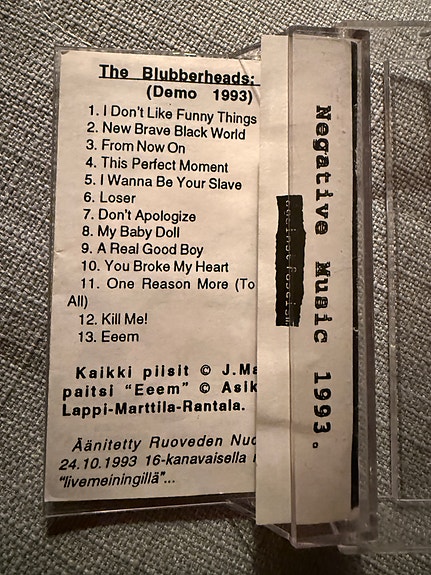 The Blubberheads:
(Demo 1993)
1. I Don't Like Funny Things
2. New Brave Black World
3. From Now On
4. This Perfect Moment
5. I Wanna Be Your Slave
6. Loser
7. Don't Apologize
8. My Baby Doll
9. A Real Good Boy
10. You Broke My Heart
11. One Reason More (To
All)
12. Kill Me!
13. Eeem
Kaikki piisit © J.Ma
paitsi "Eeem" © Asik
Lappi-Marttila-Rantala.
Äänitetty Ruoveden Nuo
24.10.1993 16-kanavaisella
"livemeiningillä"...
Negative Music 1993.
against fascism